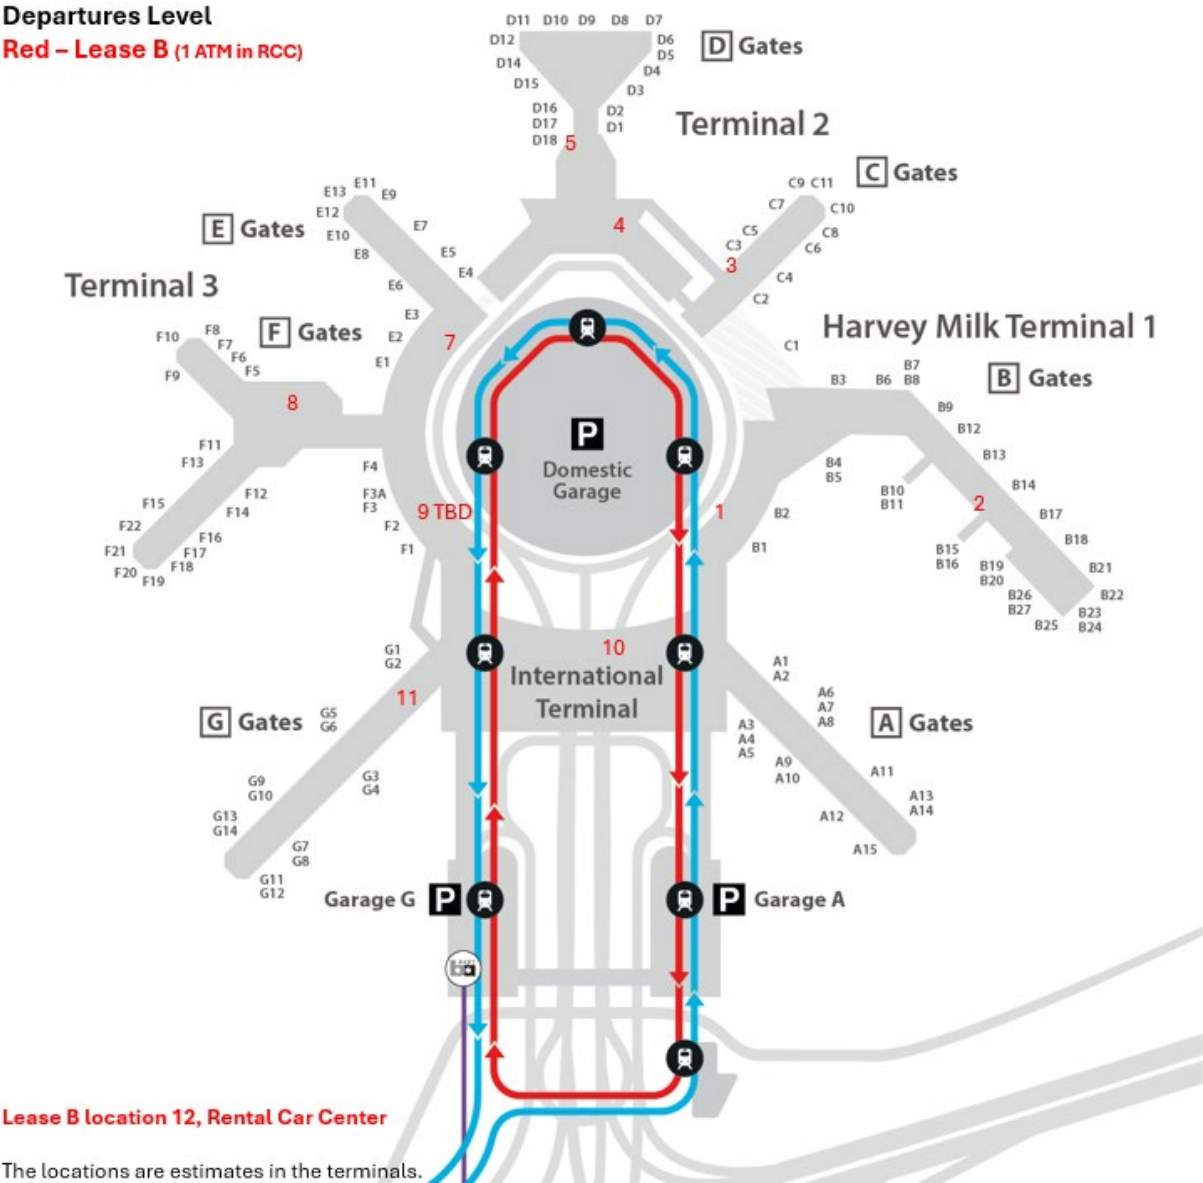 Departures Level
Red – Lease B (1 ATM in RCC)
D11 D10 D9 D8 D7
D12
D6
D5
D14
D4
D15
D3
D16
D2
D17
D1
D18
5
D Gates
Terminal 2
C Gates
C9 C11
C7
C10
C5
C8
C3
C6
3
C4
C2
C1
4
E13
E11
E9
E12
E10
E7
E8
E5
E4
E6
E3
E2
E1
E Gates
7
Terminal 3
F Gates
F10
F8
F7
F6
F5
F9
8
F11
F13
F4
F12
F3A
F3
F15
F14
F2
F22
F16
F1
F21
F17
F18
F20
F19
9 TBD
P
Domestic
Garage
1
Harvey Milk Terminal 1
B Gates
B7
B3 B6 B8
B9
B12
B13
B4
B5
B14
B10
B11
2
B17
B2
B18
B1
B15
B16
B19
B20
B21
B22
B26
B27
B23
B24
B25
10
International
Terminal
G1
G2
11
G Gates
G5
G6
G3
G4
G9
G10
G13
G14
G7
G8
G11
G12
A1
A2
A6
A7
A8
A Gates
A3
A4
A5
A9
A10
A11
A13
A14
A12
A15
Garage G P
P Garage A
BART
ba
Lease B location 12, Rental Car Center
The locations are estimates in the terminals.